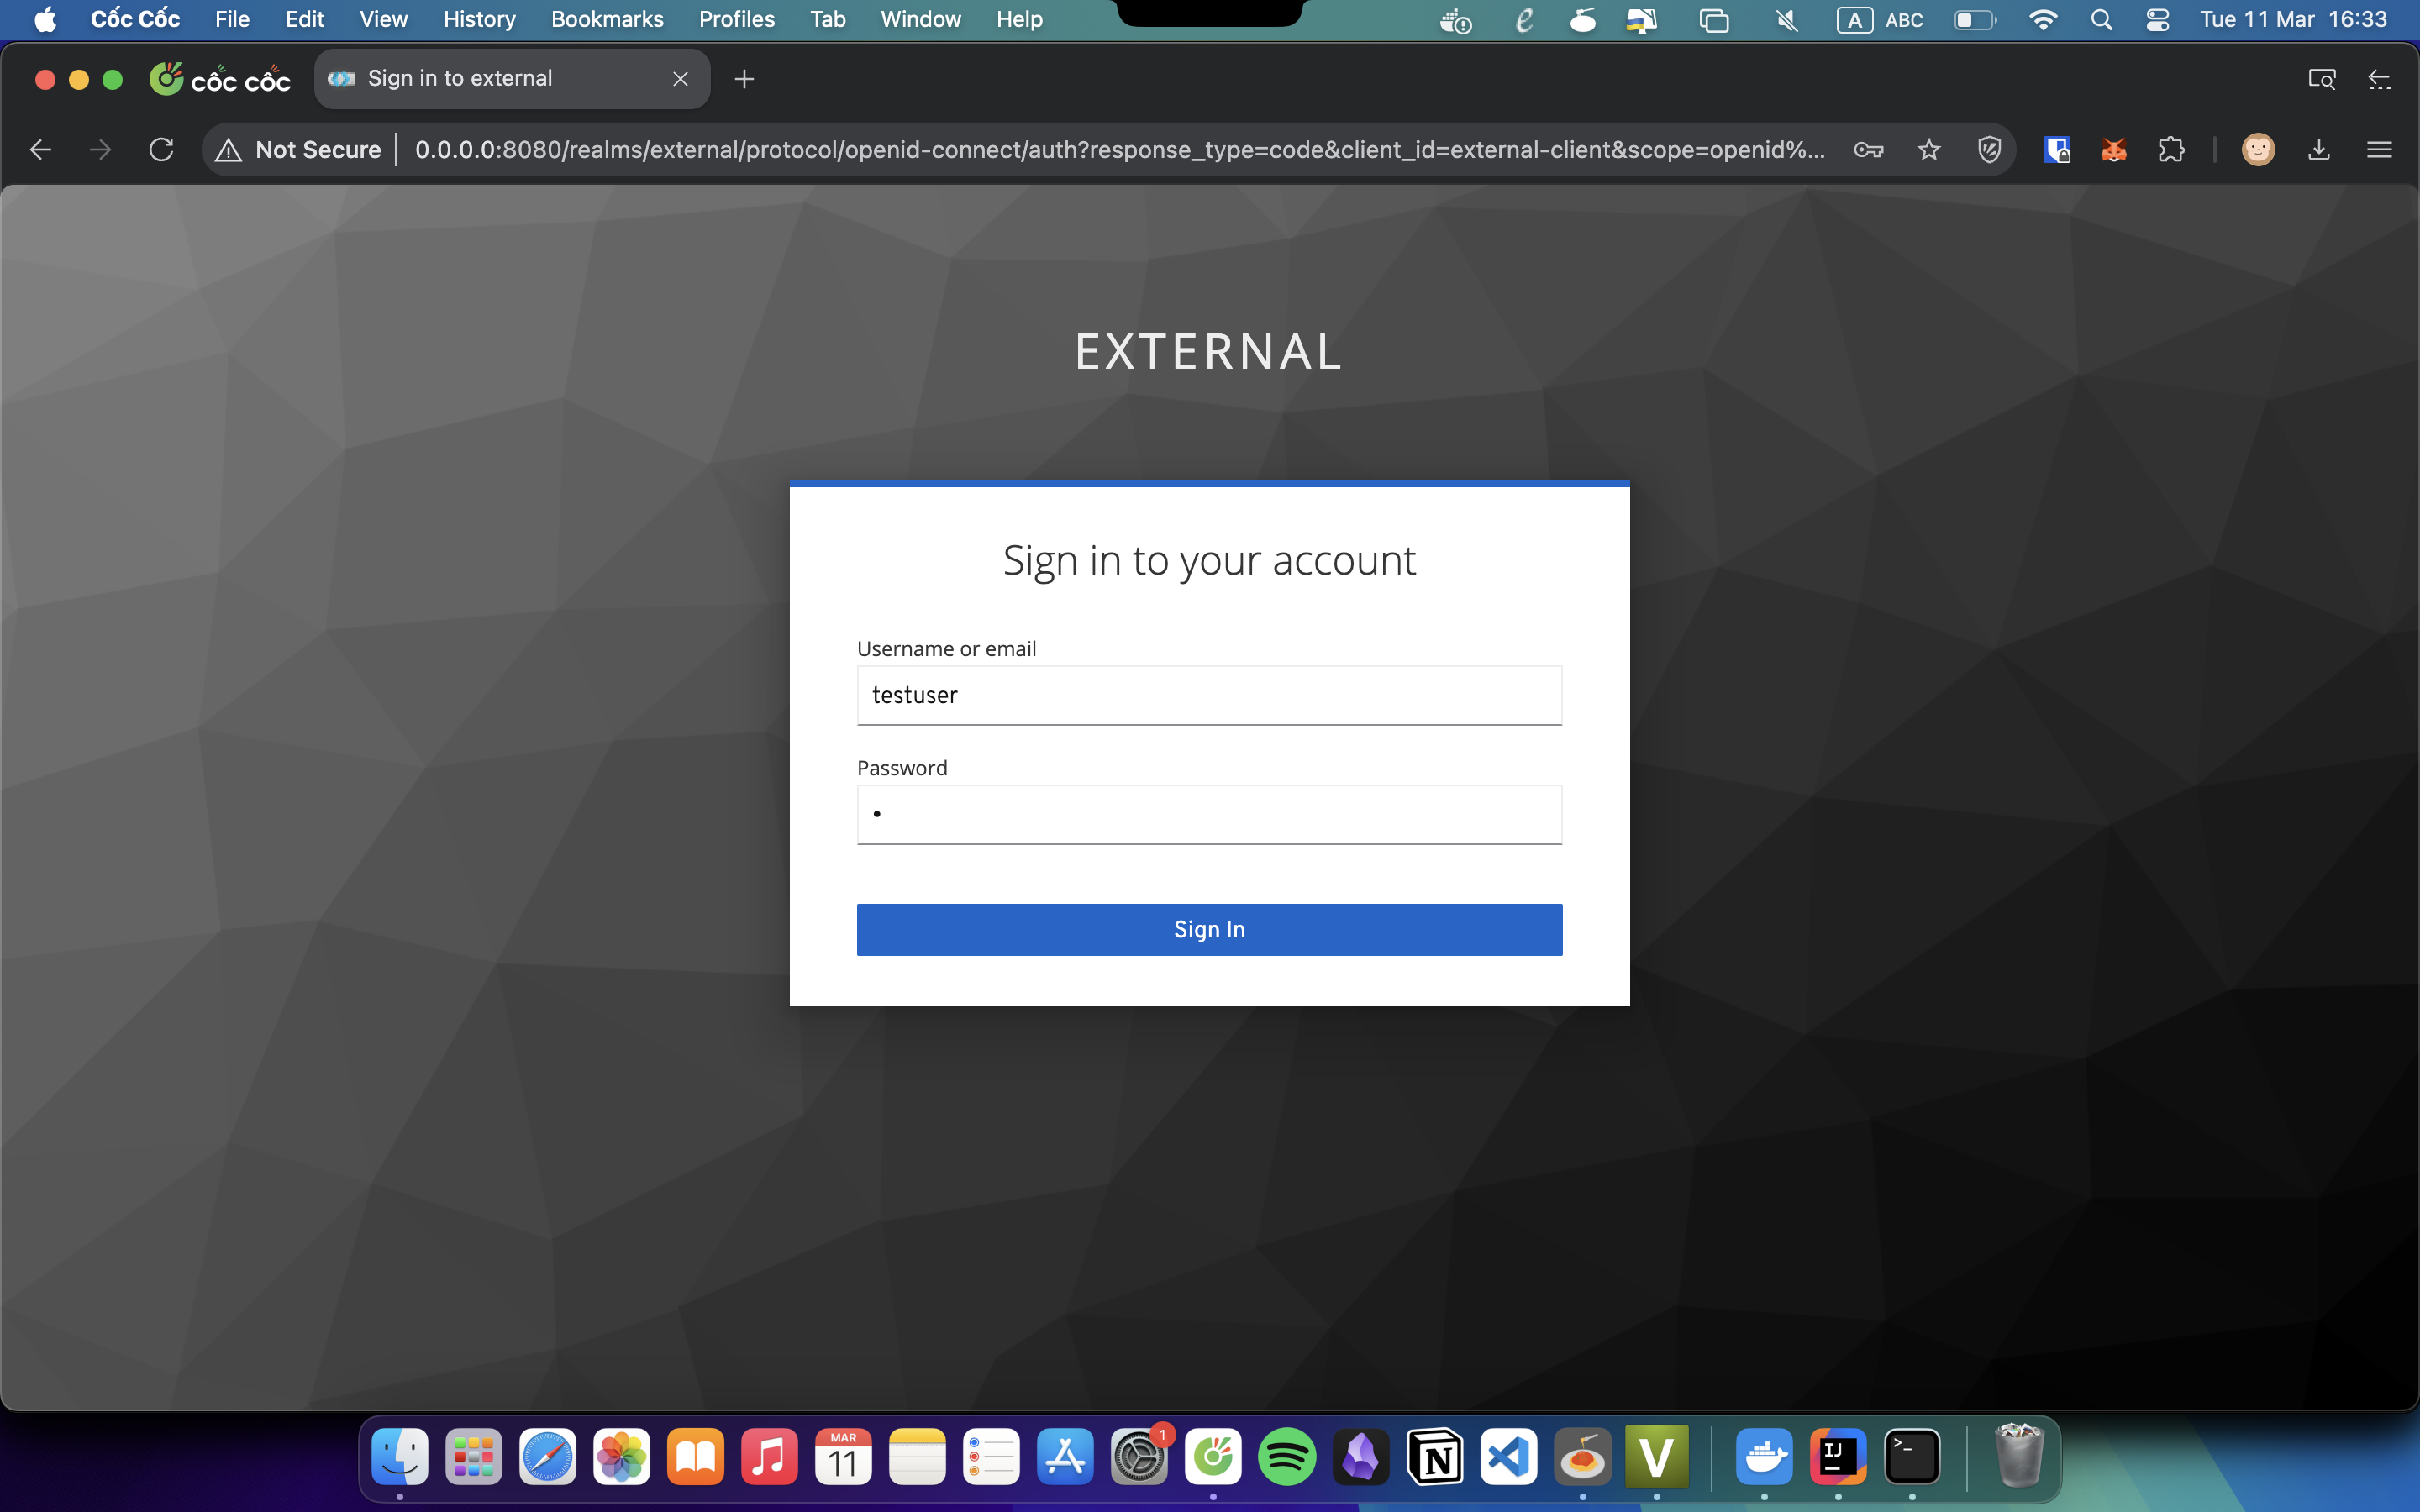 Cốc Cốc File Edit View History Bookmarks Profiles Tab Window Help A ABC Tue 11 Mar 16:33
cốc cốc Sign in to external
Not Secure 0.0.0.0:8080/realms/external/protocol/openid-connect/auth?response_type=code&client_id=external-client&scope=openid%...
EXTERNAL
Sign in to your account
Username or email
testuser
Password
•
Sign In
MAR
11
1
N
V
IJ
>_